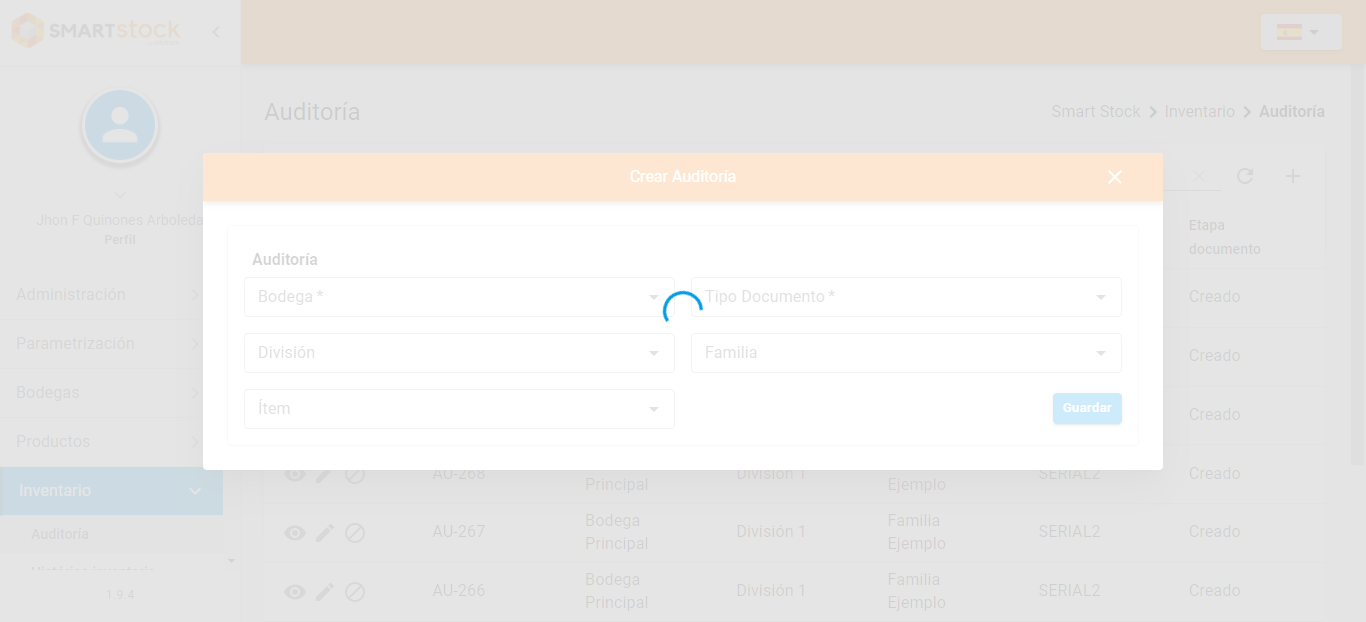 SMARTstock
Auditoría
Smart Stock
Inventario
Auditoría
Jhon F Quinones Arboleda
Perfil
Administración
Parametrización
Bodegas
Productos
Inventario
Auditoría
1.9.4
Crear Auditoría
Auditoría
Bodega *
Tipo Documento *
División
Familia
Ítem
Guardar
Etapa
documento
Creado
Creado
Creado
AU-268
Principal
División 1
Ejemplo
SERIAL2
Creado
AU-267
Bodega
Principal
División 1
Familia
Ejemplo
SERIAL2
Creado
AU-266
Bodega
Principal
División 1
Familia
Ejemplo
SERIAL2
Creado